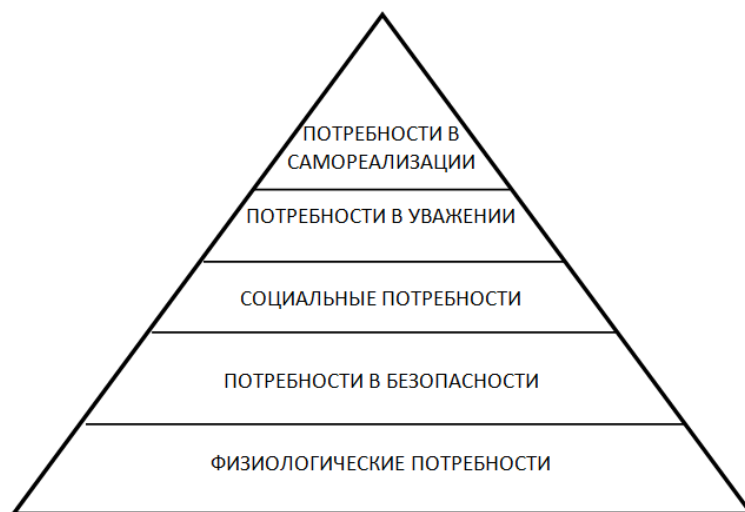 ПОТРЕБНОСТИ В
САМОРЕАЛИЗАЦИИ
ПОТРЕБНОСТИ В УВАЖЕНИИ
СОЦИАЛЬНЫЕ ПОТРЕБНОСТИ
ПОТРЕБНОСТИ В БЕЗОПАСНОСТИ
ФИЗИОЛОГИЧЕСКИЕ ПОТРЕБНОСТИ